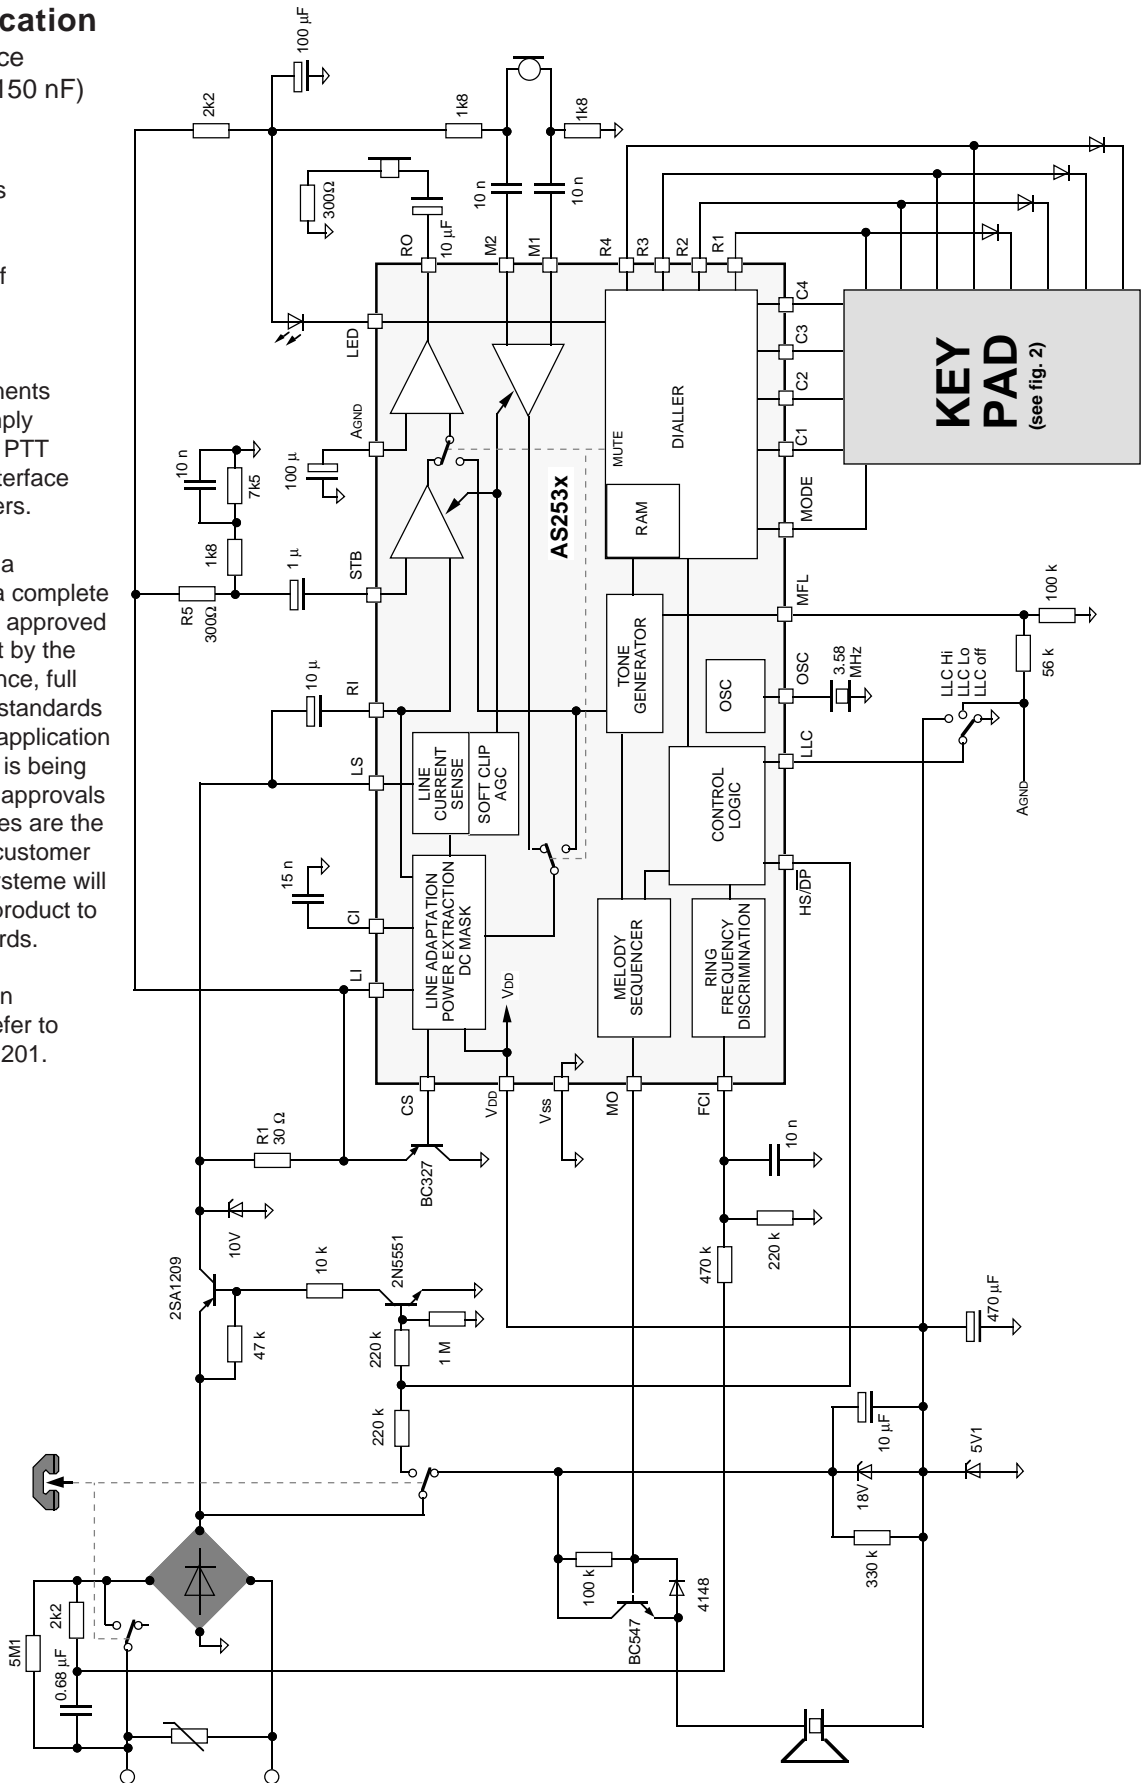 cation
ce
150 nF)
s
f
nents
nply
PTT
terface
ers.
a
a complete
approved
t by the
nce, full
standards
application
is being
approvals
es are the
customer
ysteme will
product to
rds.
n
efer to
201.
100 µF
2k2
1k8
1k8
300Ω
10 µF
10 n
10 n
RO
M2
M1
R4
R3
R2
R1
LED
AGND
100 µ
10 n
7k5
1k8
R5
300Ω
1 µ
STB
10 µ
RI
LS
15 n
CI
LI
MUTE
DIALLER
RAM
AS253x
C4
C3
C2
C1
MODE
KEY
PAD
(see fig. 2)
TONE
GENERATOR
OSC
LINE
CURRENT
SENSE
SOFT CLIP
AGC
CONTROL
LOGIC
LINE ADAPTATION
POWER EXTRACTION
DC MASK
MELODY
SEQUENCER
RING
FREQUENCY
DISCRIMINATION
VDD
MFL
OSC
3.58
MHz
LLC
HS/DP
100 k
56 k
LLC Hi
LLC Lo
LLC off
AGND
CS
VDD
VSS
MO
FCI
R1
30 Ω
BC327
10V
2SA1209
47 k
10 k
2N5551
220 k
1 M
220 k
10 n
470 k
220 k
470 µF
10 µF
18V
5V1
330 k
100 k
4148
BC547
5M1
2k2
0.68 µF